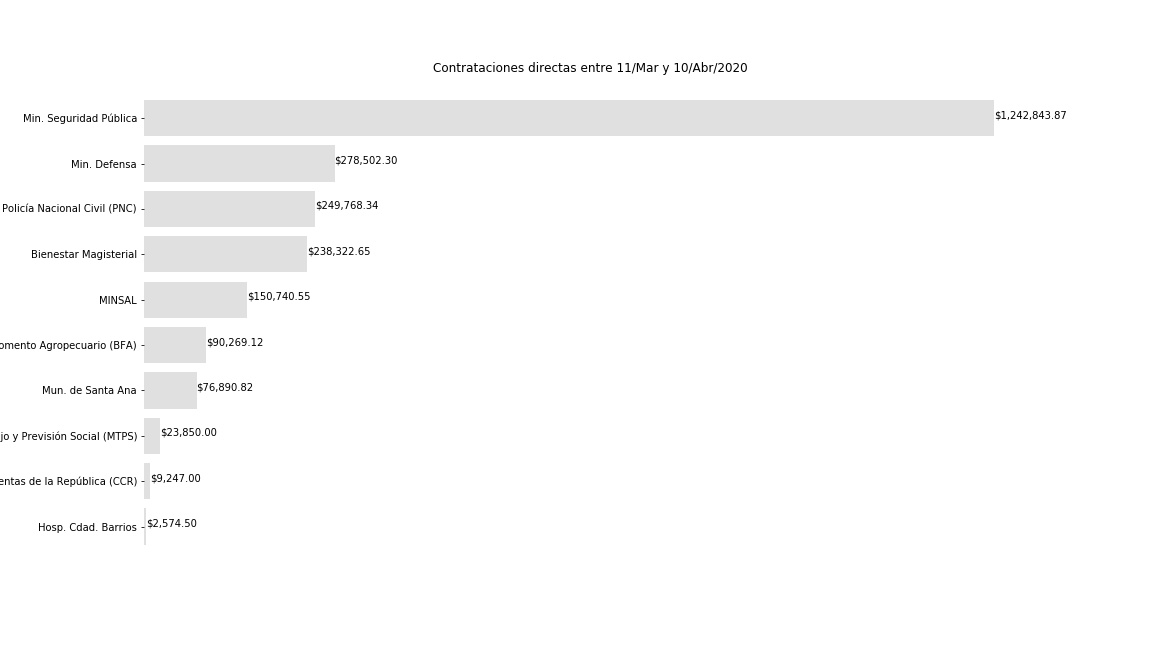 Contrataciones directas entre 11/Mar y 10/Abr/2020
Min. Seguridad Pública $1,242,843.87
Min. Defensa $278,502.30
Policía Nacional Civil (PNC) $249,768.34
Bienestar Magisterial $238,322.65
MINSAL $150,740.55
omento Agropecuario (BFA) $90,269.12
Mun. de Santa Ana $76,890.82
jo y Previsión Social (MTPS) $23,850.00
entas de la República (CCR) $9,247.00
Hosp. Cdad. Barrios $2,574.50